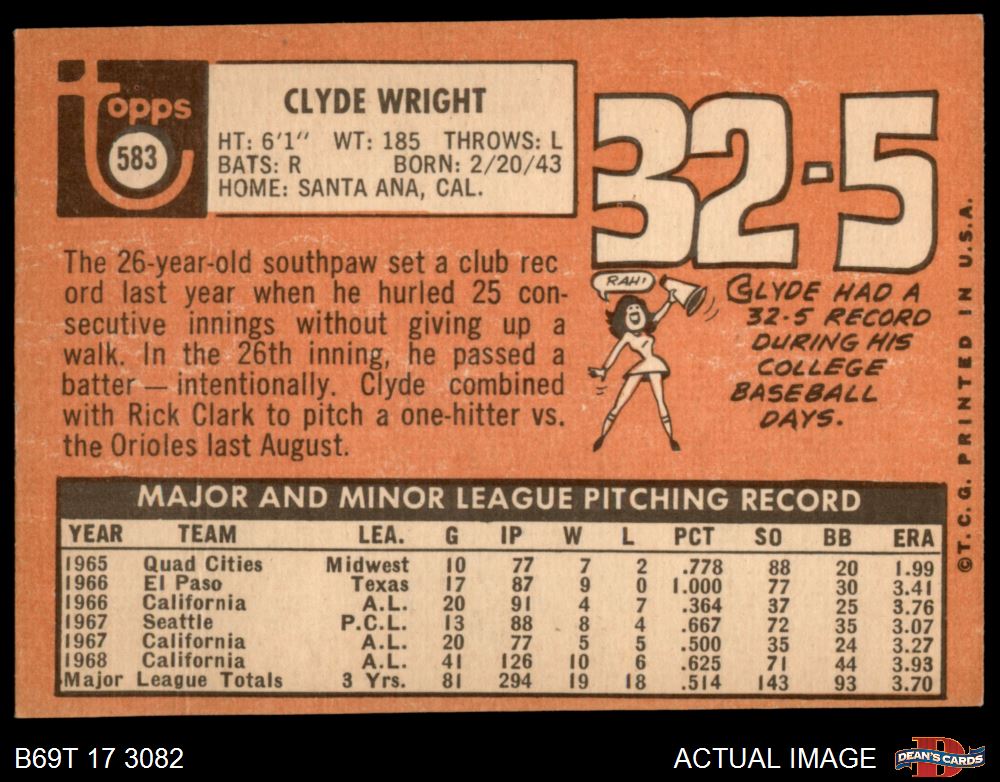 topps
583
CLYDE WRIGHT
HT: 6'1" WT: 185 THROWS: L
BATS: R BORN: 2/20/43
HOME: SANTA ANA, CAL.
32-5
The 26-year-old southpaw set a club rec
ord last year when he hurled 25 con-
secutive innings without giving up a
walk. In the 26th inning, he passed a
batter — intentionally. Clyde combined
with Rick Clark to pitch a one-hitter vs.
the Orioles last August.
RAH!
CLYDE HAD A
32-5 RECORD
DURING HIS
COLLEGE
BASEBALL
DAYS.
©T.C.G. PRINTED IN U.S.A.
MAJOR AND MINOR LEAGUE PITCHING RECORD
YEAR TEAM LEA. G IP W L PCT SO BB ERA
1965 Quad Cities Midwest 10 77 7 2 .778 88 20 1.99
1966 El Paso Texas 17 87 9 0 1.000 77 30 3.41
1966 California A.L. 20 91 4 7 .364 37 25 3.76
1967 Seattle P.C.L. 13 88 8 4 .667 72 35 3.07
1967 California A.L. 20 77 5 5 .500 35 24 3.27
1968 California A.L. 41 126 10 6 .625 71 44 3.93
Major League Totals 3 Yrs. 81 294 19 18 .514 143 93 3.70
B69T 17 3082
ACTUAL IMAGE
D
DEAN'S CARDS